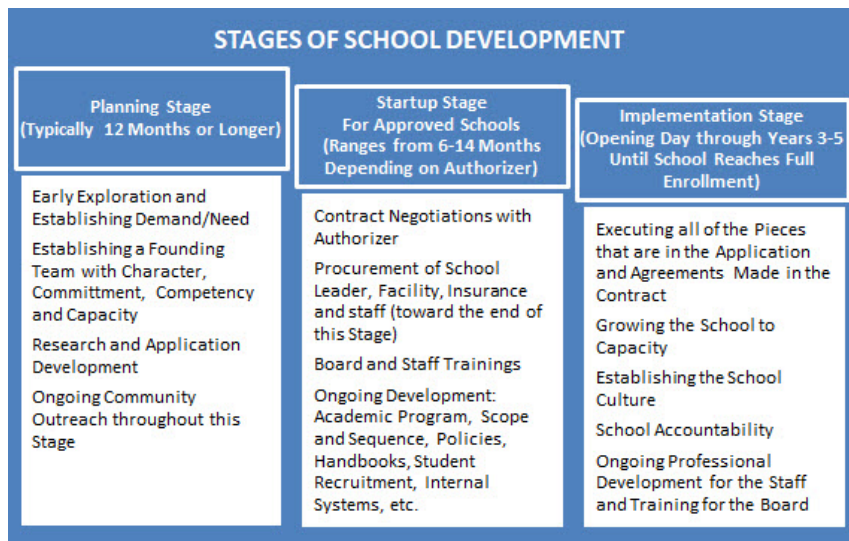 STAGES OF SCHOOL DEVELOPMENT
Planning Stage
(Typically 12 Months or Longer)
Early Exploration and
Establishing Demand/Need
Establishing a Founding
Team with Character,
Committment, Competency
and Capacity
Research and Application
Development
Ongoing Community
Outreach throughout this
Stage
Startup Stage
For Approved Schools
(Ranges from 6-14 Months
Depending on Authorizer)
Contract Negotiations with
Authorizer
Procurement of School
Leader, Facility, Insurance
and staff (toward the end of
this Stage)
Board and Staff Trainings
Ongoing Development:
Academic Program, Scope
and Sequence, Policies,
Handbooks, Student
Recruitment, Internal
Systems, etc.
Implementation Stage
(Opening Day through Years 3-5
Until School Reaches Full
Enrollment)
Executing all of the Pieces
that are in the Application
and Agreements Made in the
Contract
Growing the School to
Capacity
Establishing the School
Culture
School Accountability
Ongoing Professional
Development for the Staff
and Training for the Board